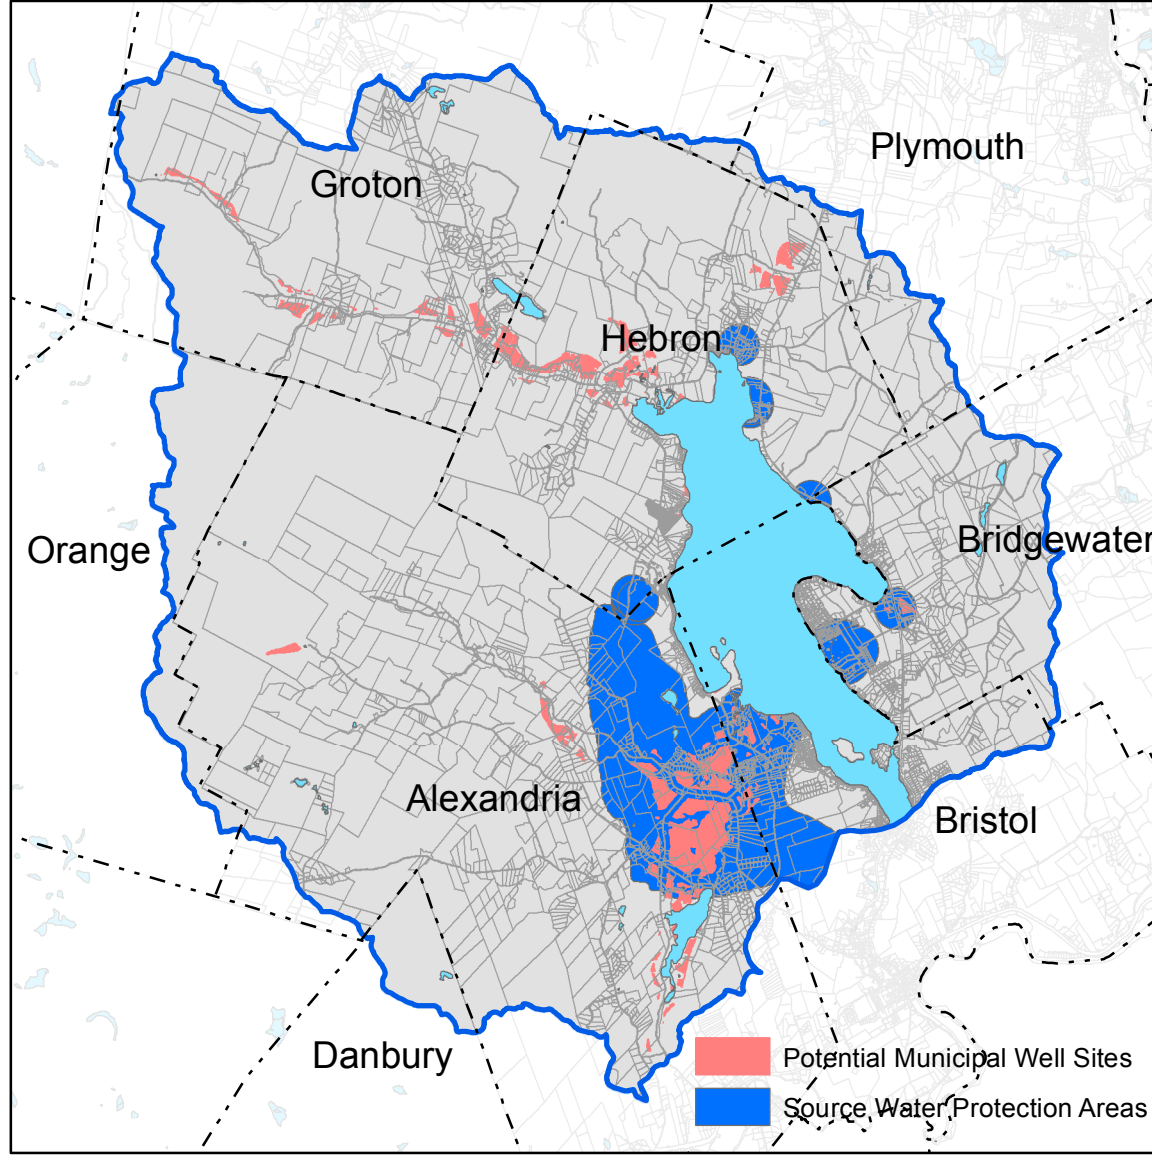 Plymouth
Groton
Hebron
Bridgewater
Orange
Alexandria
Bristol
Danbury
Potential Municipal Well Sites
Source Water Protection Areas